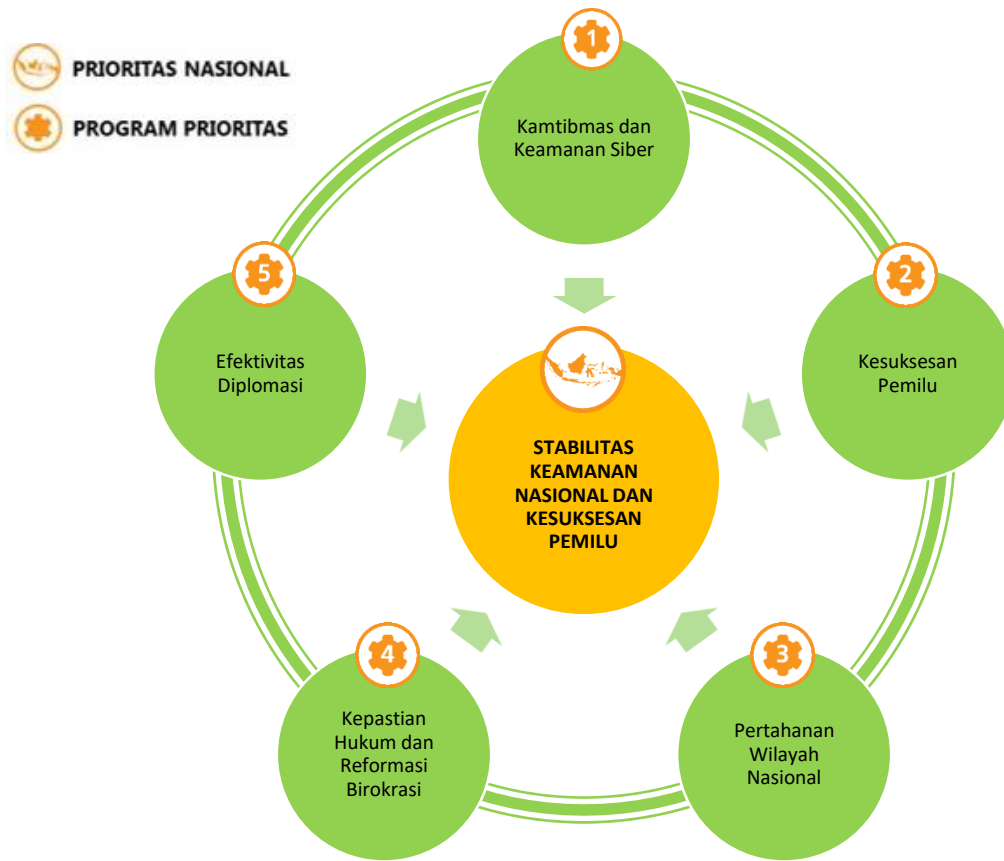 PRIORITAS NASIONAL
PROGRAM PRIORITAS
1
Kamtibmas dan
Keamanan Siber
2
Kesuksesan
Pemilu
3
Pertahanan
Wilayah
Nasional
4
Kepastian
Hukum dan
Reformasi
Birokrasi
5
Efektivitas
Diplomasi
STABILITAS
KEAMANAN
NASIONAL DAN
KESUKSESAN
PEMILU